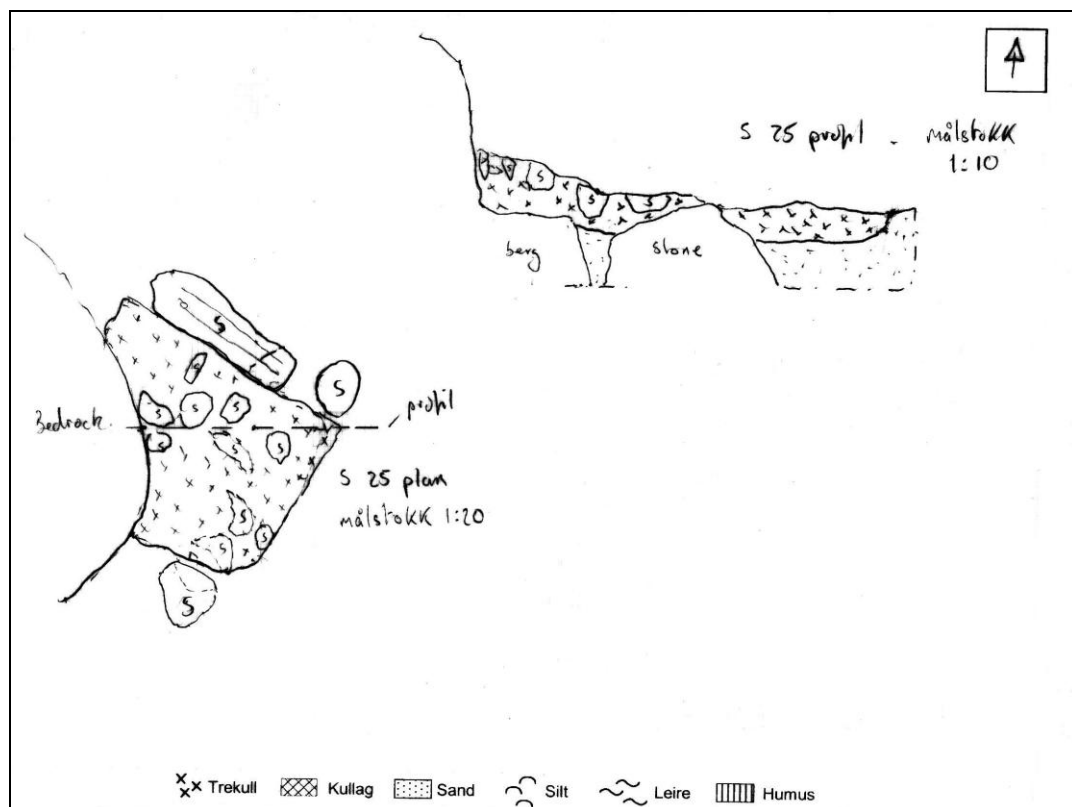 S 25 profil - målstokk
1:10
S S S S
berg stone
S
S
S
S S S
Bedrock profil
S S S
S 25 plan
målstokk 1:20
S
S S
S
Trekull Kullag Sand Silt Leire Humus